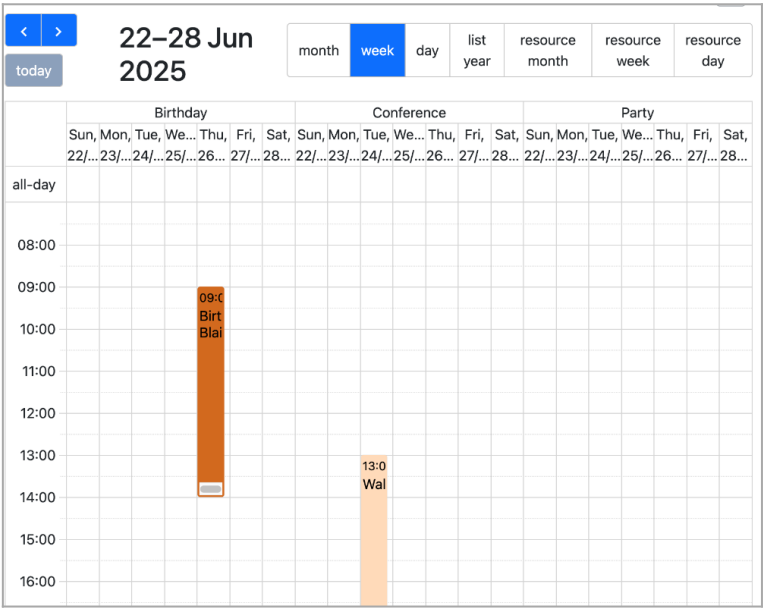 22–28 Jun
2025
today
month
week
day
list
year
resource
month
resource
week
resource
day
Birthday Conference Party
Sun, Mon, Tue, We... Thu, Fri, Sat, Sun, Mon, Tue, We... Thu, Fri, Sat, Sun, Mon, Tue, We... Thu, Fri, Sat,
22/... 23/... 24/... 25/... 26... 27/... 28... 22/... 23/... 24/... 25/... 26... 27/... 28... 22/... 23/... 24/... 25/... 26... 27/... 28...
all-day
08:00
09:00
09:0
Birt
10:00
Blai
11:00
12:00
13:00
13:0
Wal
14:00
15:00
16:00